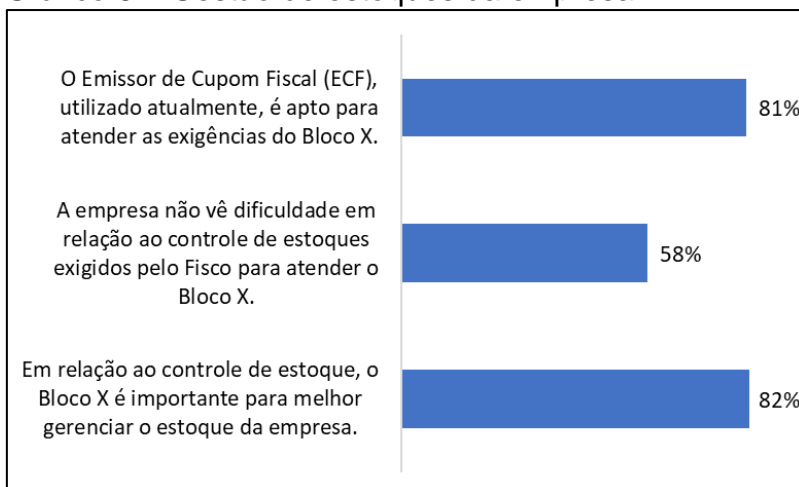 O Emissor de Cupom Fiscal (ECF),
utilizado atualmente, é apto para
atender as exigências do Bloco X.
81%
A empresa não vê dificuldade em
relação ao controle de estoques
exigidos pelo Fisco para atender o
Bloco X.
58%
Em relação ao controle de estoque, o
Bloco X é importante para melhor
gerenciar o estoque da empresa.
82%